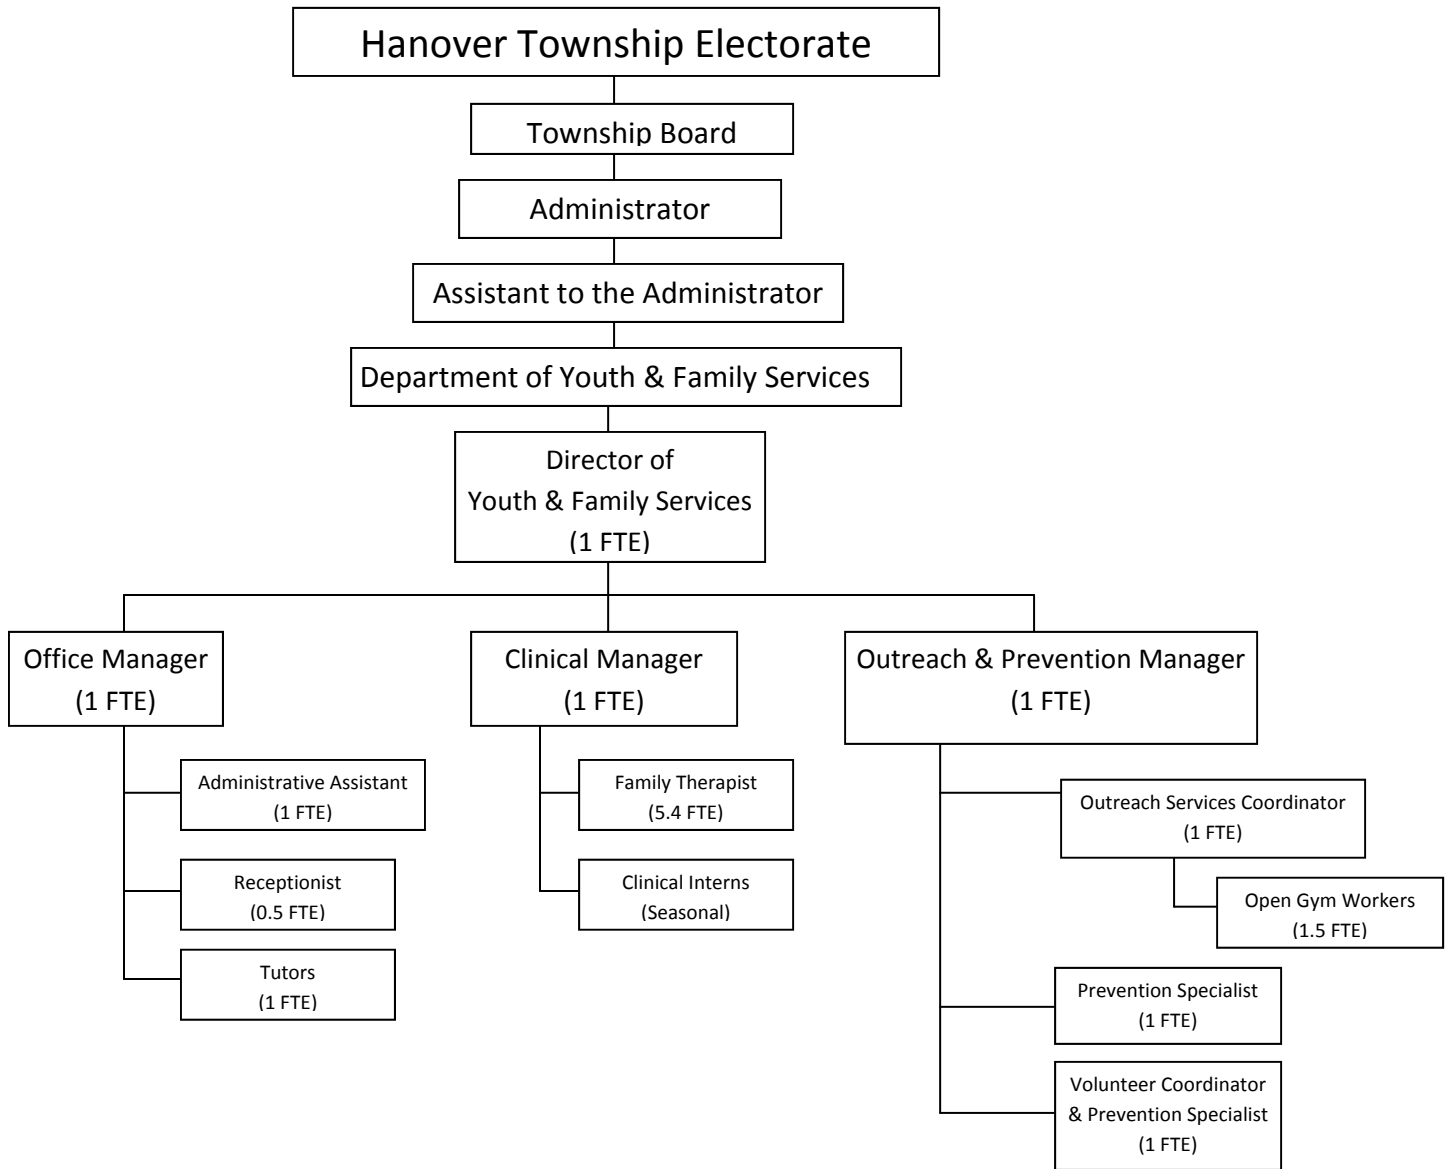 Hanover Township Electorate
Township Board
Administrator
Assistant to the Administrator
Department of Youth & Family Services
Director of
Youth & Family Services
(1 FTE)
Office Manager
(1 FTE)
Administrative Assistant
(1 FTE)
Receptionist
(0.5 FTE)
Tutors
(1 FTE)
Clinical Manager
(1 FTE)
Family Therapist
(5.4 FTE)
Clinical Interns
(Seasonal)
Outreach & Prevention Manager
(1 FTE)
Outreach Services Coordinator
(1 FTE)
Open Gym Workers
(1.5 FTE)
Prevention Specialist
(1 FTE)
Volunteer Coordinator
& Prevention Specialist
(1 FTE)